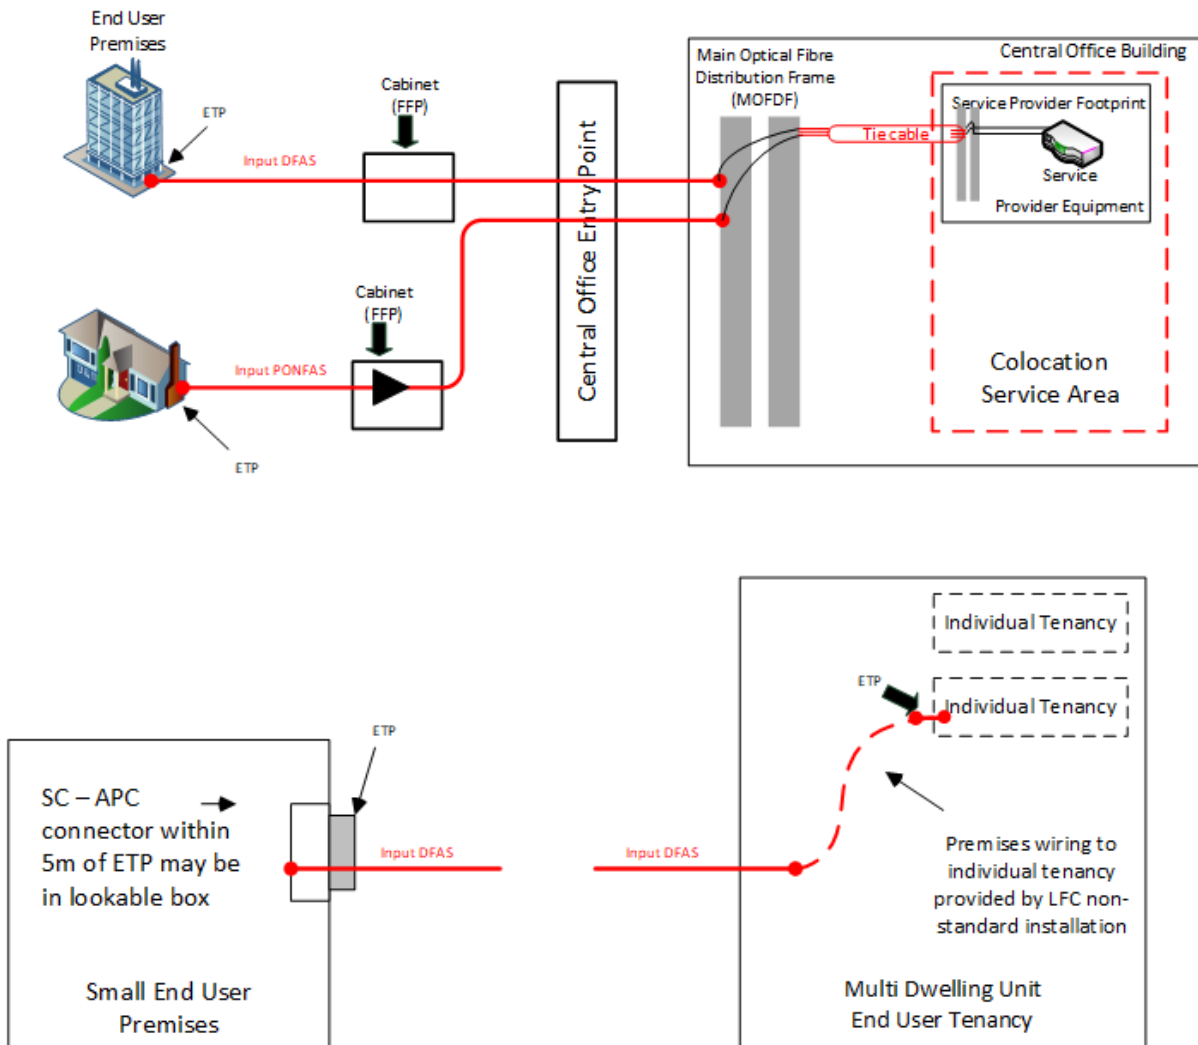 End User
Premises
ETP
Input DFAS
Cabinet
(FFP)
Central Office Entry Point
Main Optical Fibre
Distribution Frame
(MOFDF)
Central Office Building
Service Provider Footprint
Tie cable
Service
Provider Equipment
Colocation
Service Area
Cabinet
(FFP)
Input PONFAS
ETP
Individual Tenancy
ETP
Individual Tenancy
ETP
SC – APC
connector within
5m of ETP may be
in lookable box
Input DFAS
Input DFAS
Premises wiring to
individual tenancy
provided by LFC non-
standard installation
Small End User
Premises
Multi Dwelling Unit
End User Tenancy